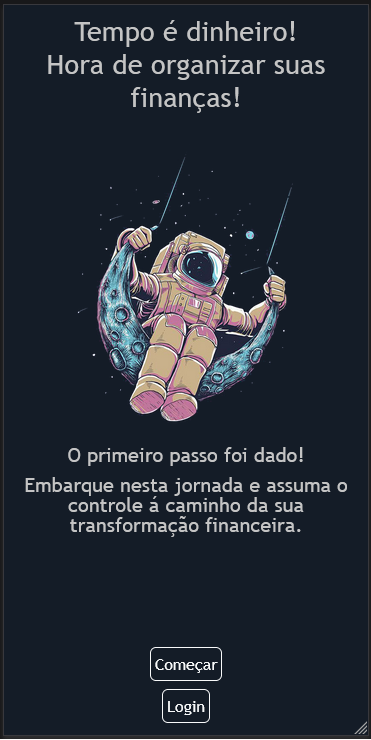 Tempo é dinheiro!
Hora de organizar suas
finanças!
O primeiro passo foi dado!
Embarque nesta jornada e assuma o
controle á caminho da sua
transformação financeira.
Começar
Login